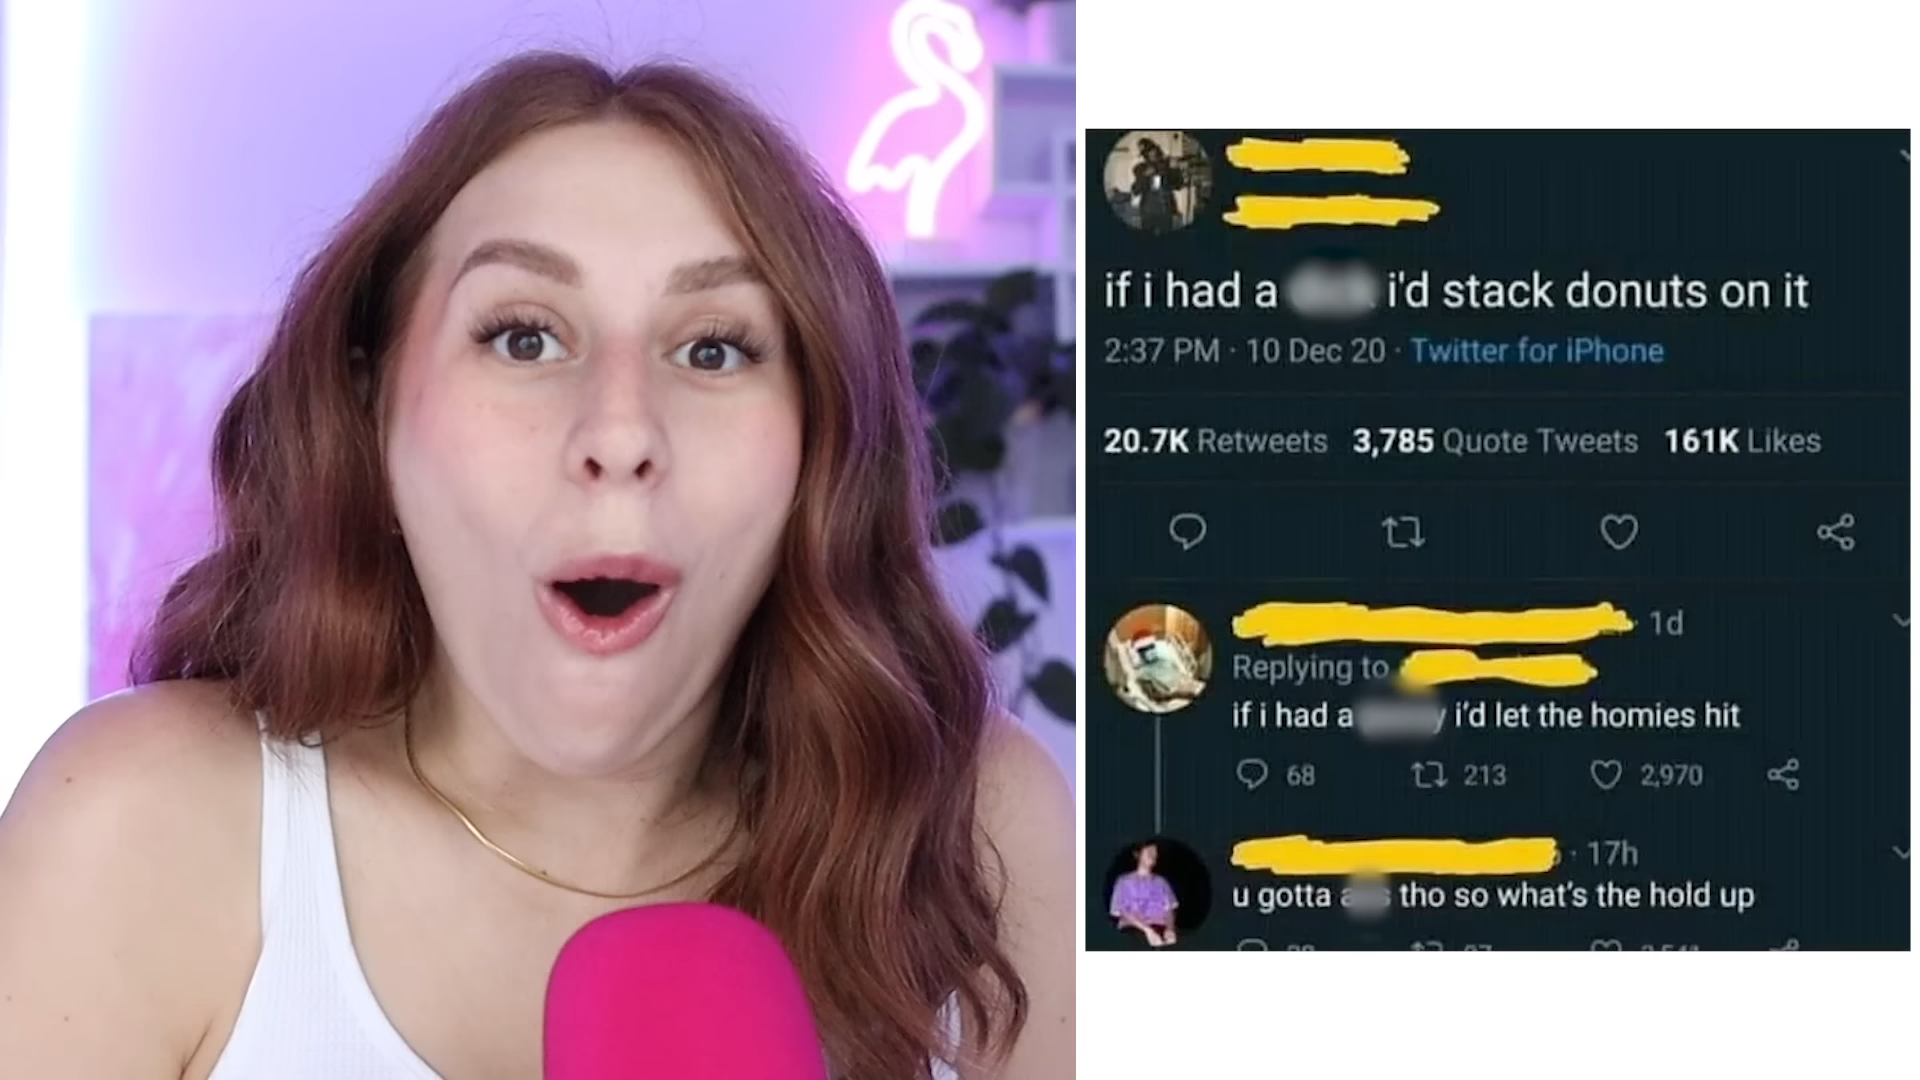 if i had a i'd stack donuts on it
2:37 PM · 10 Dec 20 · Twitter for iPhone
20.7K Retweets 3,785 Quote Tweets 161K Likes
· 1d
Replying to
if i had a y i'd let the homies hit
68 213 2,970
· 17h
u gotta tho so what's the hold up